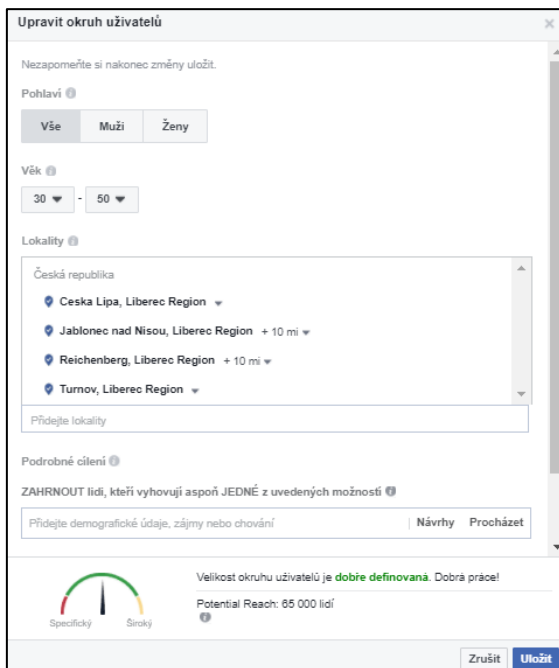 Upravit okruh uživatelů
Nezapomeňte si nakonec změny uložit.
Pohlaví
Vše Muži Ženy
Věk
30 - 50
Lokality
Česká republika
Ceska Lipa, Liberec Region
Jablonec nad Nisou, Liberec Region + 10 mi
Reichenberg, Liberec Region + 10 mi
Turnov, Liberec Region
Přidejte lokality
Podrobné cílení
ZAHRNOUT lidi, kteří vyhovují aspoň JEDNÉ z uvedených možností
Přidejte demografické údaje, zájmy nebo chování | Návrhy Procházet
Velikost okruhu uživatelů je dobře definovaná. Dobrá práce!
Potential Reach: 65 000 lidí
Specifický Široký
Zrušit Uložit